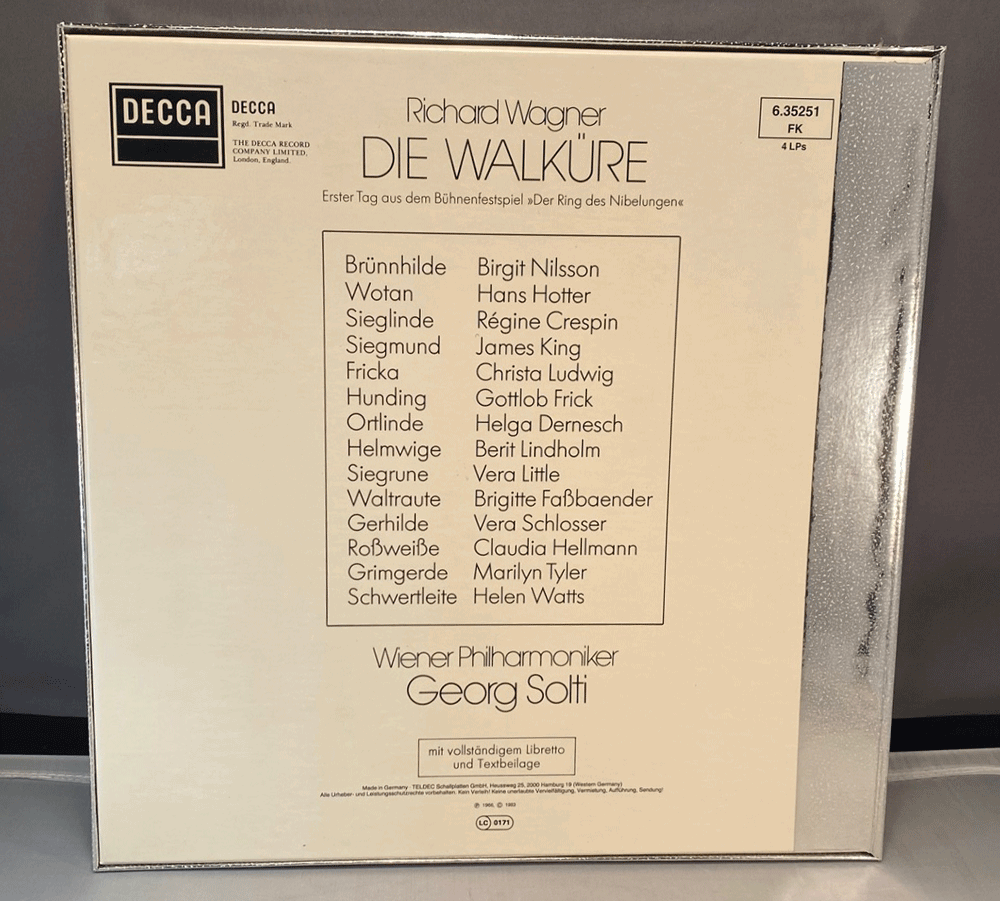 DECCA
DECCA
Regd. Trade Mark
THE DECCA RECORD
COMPANY LIMITED,
London, England.
Richard Wagner
DIE WALKÜRE
Erster Tag aus dem Bühnenfestspiel »Der Ring des Nibelungen«
6.35251
FK
4 LPs
Brünnhilde Birgit Nilsson
Wotan Hans Hotter
Sieglinde Régine Crespin
Siegmund James King
Fricka Christa Ludwig
Hunding Gottlob Frick
Ortlinde Helga Dernesch
Helmwige Berit Lindholm
Siegrune Vera Little
Waltraute Brigitte Faßbaender
Gerhilde Vera Schlosser
Roßweiße Claudia Hellmann
Grimgerde Marilyn Tyler
Schwertleite Helen Watts
Wiener Philharmoniker
Georg Solti
mit vollständigem Libretto
und Textbeilage
Made in Germany · TELDEC Schallplatten GmbH, Heussweg 25, 2000 Hamburg 19 (Western Germany)
Alle Urheber- und Leistungsschutzrechte vorbehalten. Kein Verleih! Keine unerlaubte Vervielfältigung, Vermietung, Aufführung, Sendung!
℗ 1966, ©
LC 0171